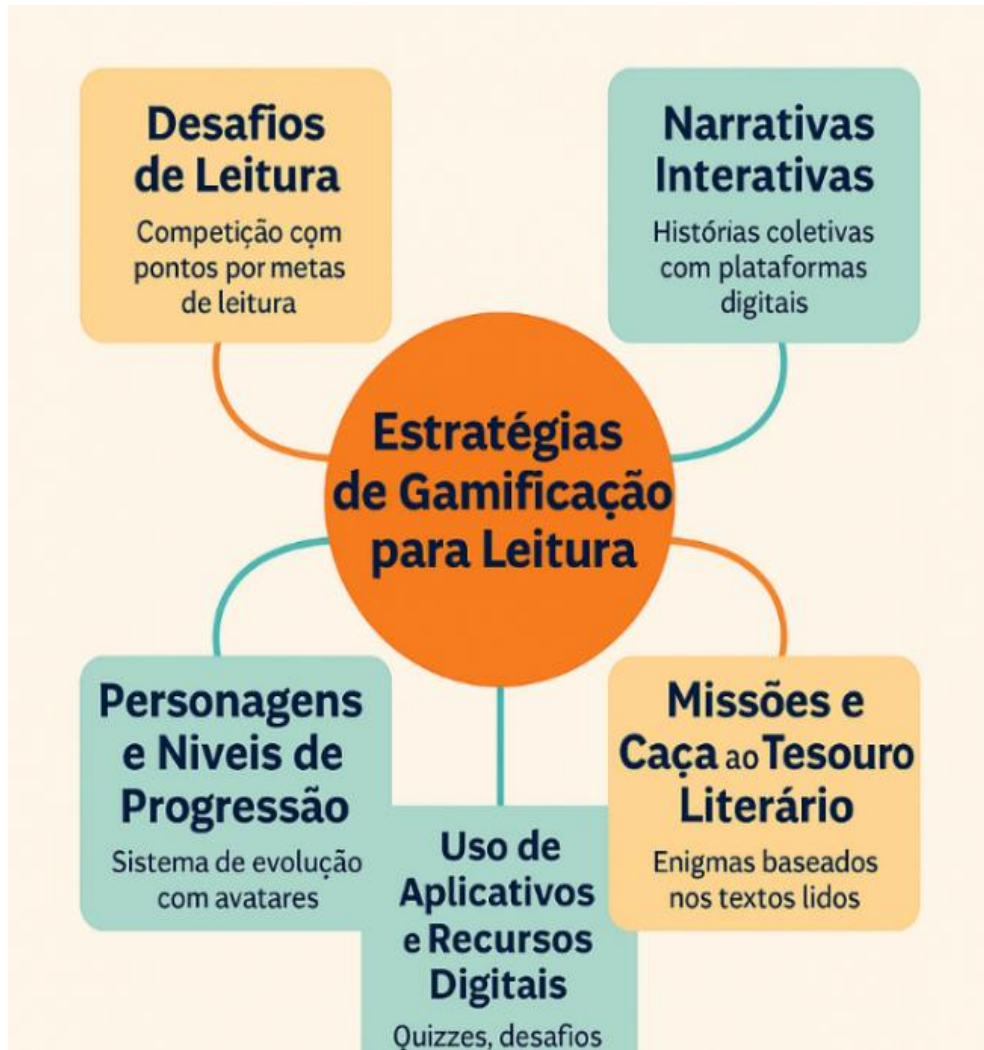 Desafios
de Leitura
Competição com
pontos por metas
de leitura
Narrativas
Interativas
Histórias coletivas
com plataformas
digitais
Estratégias
de Gamificação
para Leitura
Personagens
e Niveis de
Progressão
Sistema de evolução
com avatares
Uso de
Aplicativos
e Recursos
Digitais
Quizzes, desafios
Missões e
Caça ao Tesouro
Literário
Enigmas baseados
nos textos lidos